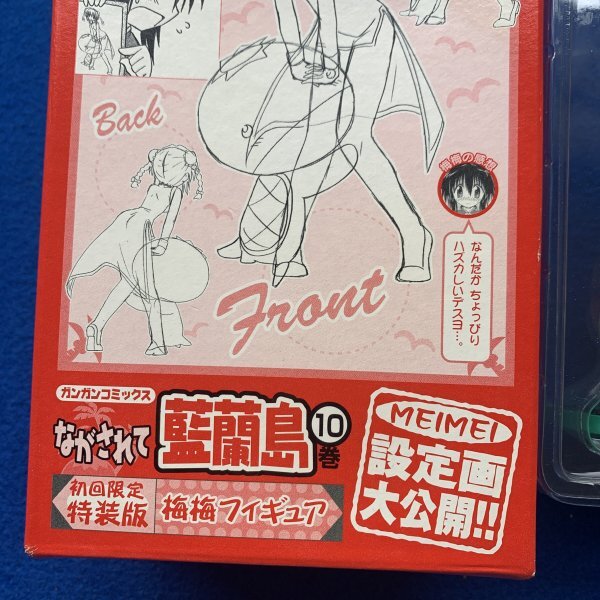 Back
梅梅の感想
なんだか ちょっぴり
ハズカしいデスヨ…。
Front
ガンガンコミックス
ながされて
藍蘭島
10巻
初回限定
特装版
梅梅フィギュア
MEIMEI
設定画
大公開!!